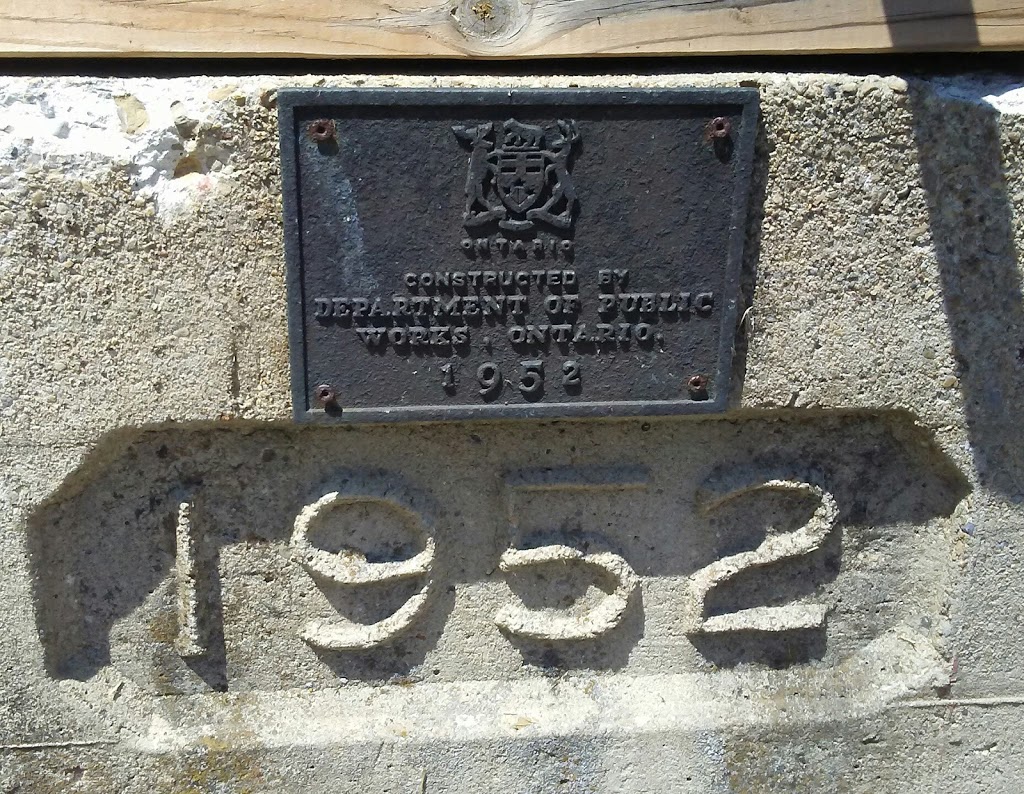 ONTARIO
CONSTRUCTED BY
DEPARTMENT OF PUBLIC
WORKS, ONTARIO.
1952
1952